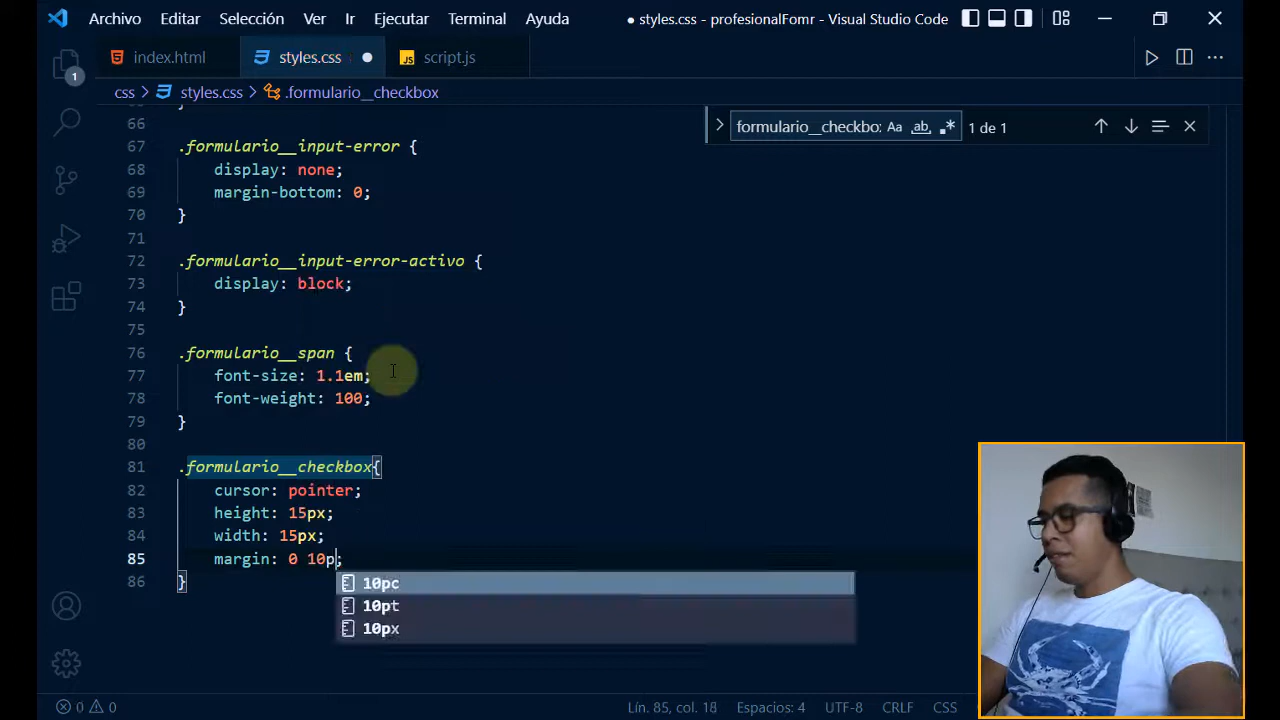 Archivo Editar Selección Ver Ir Ejecutar Terminal Ayuda ● styles.css - profesionalFomr - Visual Studio Code
index.html styles.css ● JS script.js
css > styles.css > .formulario__checkbox
1
formulario__checkbo Aa ab 1 de 1
66
67 .formulario__input-error {
68 display: none;
69 margin-bottom: 0;
70 }
71
72 .formulario__input-error-activo {
73 display: block;
74 }
75
76 .formulario__span {
77 font-size: 1.1em;
78 font-weight: 100;
79 }
80
81 .formulario__checkbox{
82 cursor: pointer;
83 height: 15px;
84 width: 15px;
85 margin: 0 10p;
86 }
10pc
10pt
10px
0 0 Lín. 85, col. 18 Espacios: 4 UTF-8 CRLF CSS